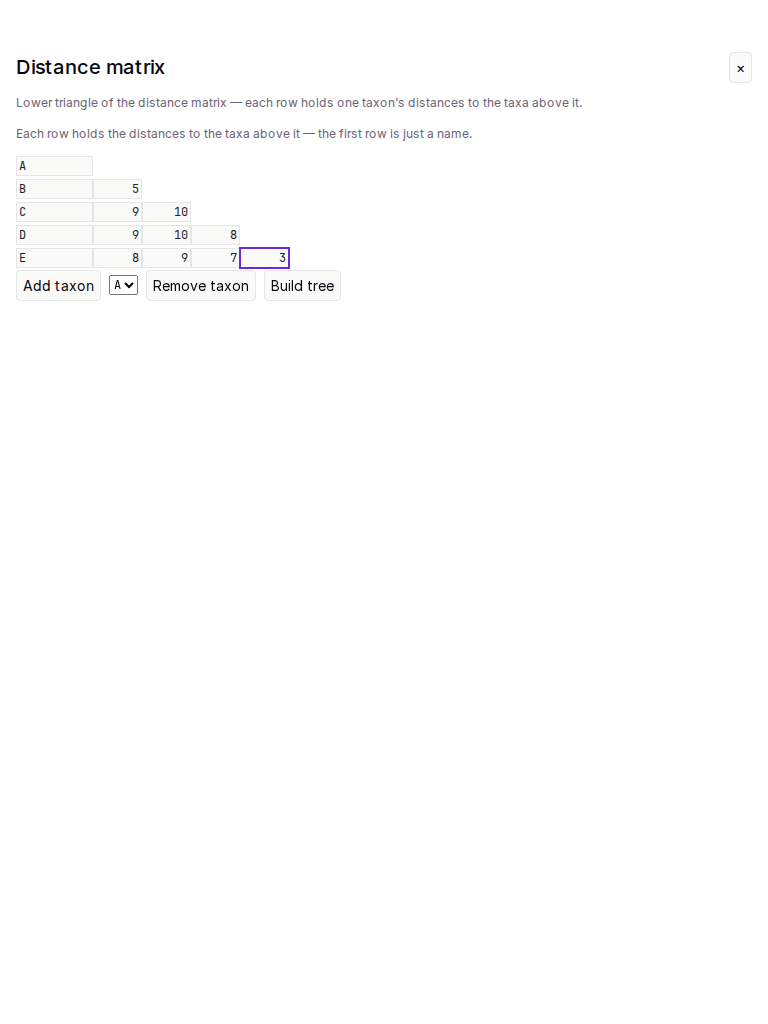 Distance matrix ×
Lower triangle of the distance matrix — each row holds one taxon's distances to the taxa above it.
Each row holds the distances to the taxa above it — the first row is just a name.
A
B 5
C 9 10
D 9 10 8
E 8 9 7 3
Add taxon A Remove taxon Build tree